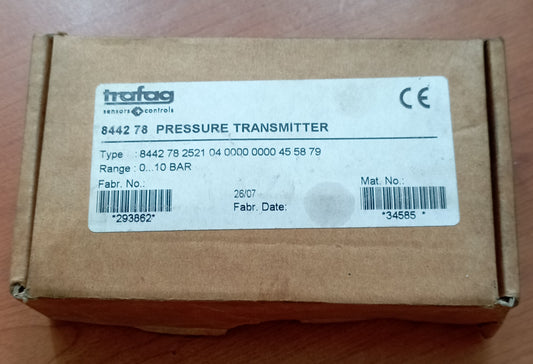 trafag
sensors controls
CE
8442 78 PRESSURE TRANSMITTER
Type : 8442 78 2521 04 0000 0000 45 58 79
Range : 0...10 BAR
Fabr. No.: Mat. No.:
26/07
*293862* Fabr. Date: *34585 *